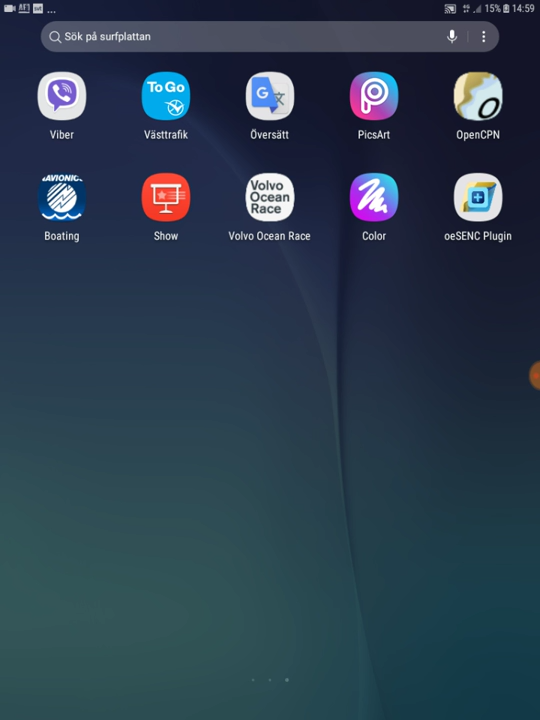 15% 14:59
Sök på surfplattan
To Go
G
Viber
Västtrafik
Översätt
PicsArt
OpenCPN
AVIONIC
Volvo
Ocean
Race
Boating
Show
Volvo Ocean Race
Color
oeSENC Plugin